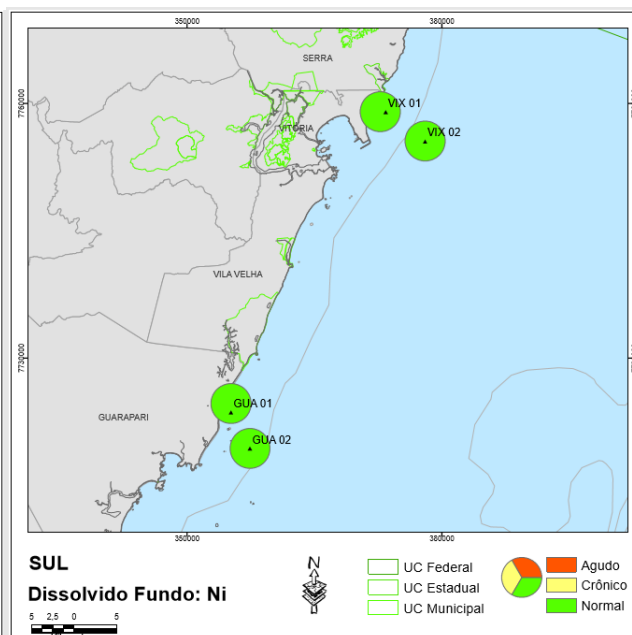 350000
380000
SERRA
7760000
VIX 01
VITÓRIA
VIX 02
VILA VELHA
7730000
GUA 01
GUARAPARI
GUA 02
350000
380000
SUL
Dissolvido Fundo: Ni
5 2,5 0 5
N
UC Federal
UC Estadual
UC Municipal
Agudo
Crônico
Normal